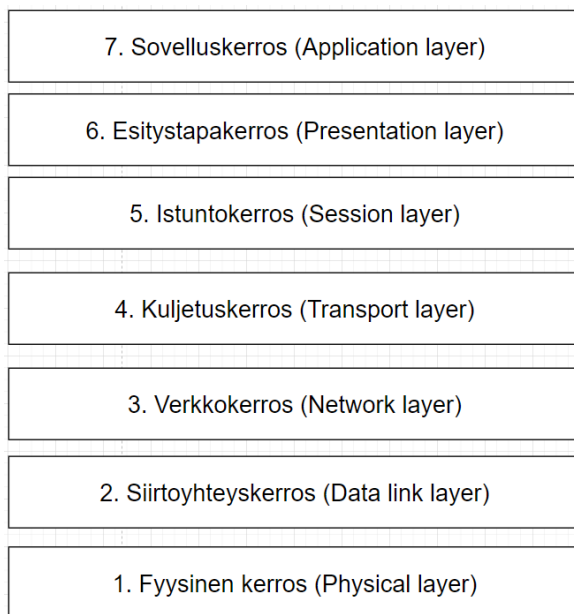 7. Sovelluskerros (Application layer)
6. Esitystapakerros (Presentation layer)
5. Istuntokerros (Session layer)
4. Kuljetuskerros (Transport layer)
3. Verkkokerros (Network layer)
2. Siirtoyhteyskerros (Data link layer)
1. Fyysinen kerros (Physical layer)